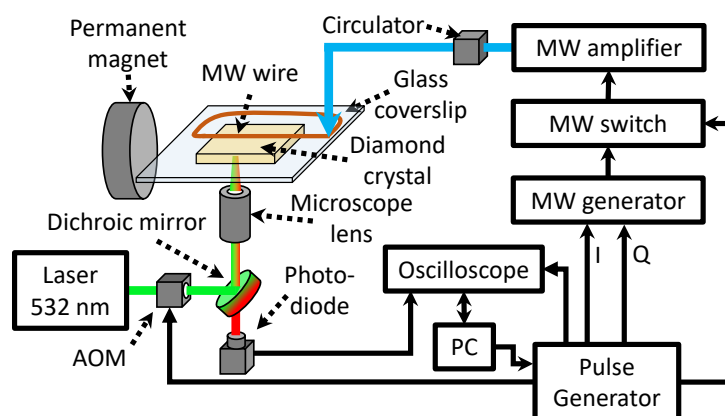 Circulator
Permanent
magnet
MW amplifier
MW wire
Glass
coverslip
MW switch
Diamond
crystal
MW generator
Microscope
lens
Dichroic mirror
I
Q
Laser
532 nm
Photo-
diode
Oscilloscope
AOM
PC
Pulse
Generator